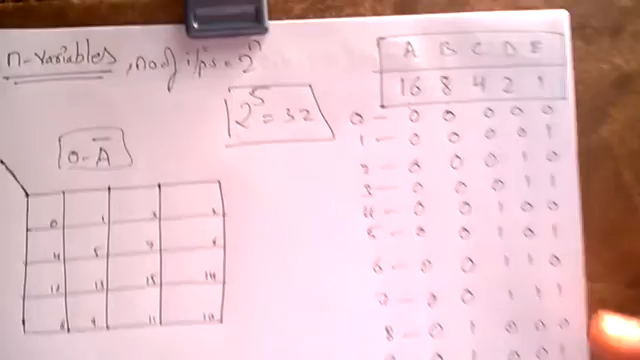 n-variables, no of i/ps = 2^n
2^5 = 32
0 - A̅
0 1 3 2
4 5 7 6
12 13 15 14
8 9 11 10
A B C D E
16 8 4 2 1
0 - 0 0 0 0 0
1 - 0 0 0 0 1
2 - 0 0 0 1 0
3 - 0 0 0 1 1
4 - 0 0 1 0 0
5 - 0 0 1 0 1
6 - 0 0 1 1 0
7 - 0 0 1 1 1
8 - 0 1 0 0 0